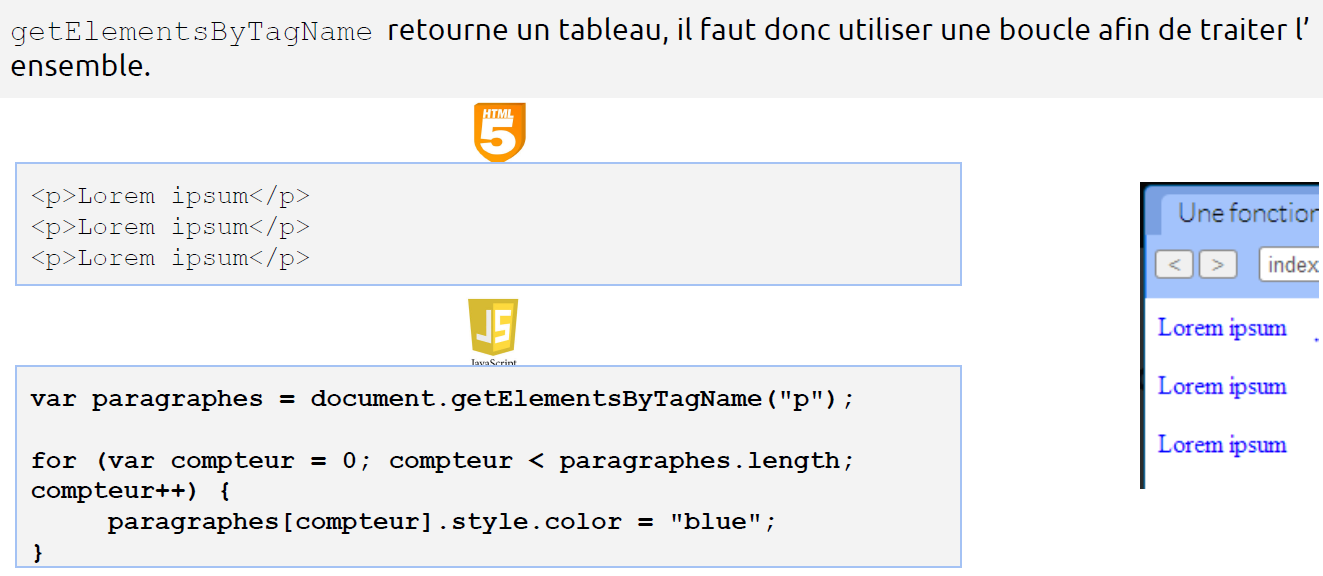 getElementsByTagName retourne un tableau, il faut donc utiliser une boucle afin de traiter l’
ensemble.
HTML
5
<p>Lorem ipsum</p>
<p>Lorem ipsum</p>
<p>Lorem ipsum</p>
JS
JavaScript
var paragraphes = document.getElementsByTagName("p");
for (var compteur = 0; compteur < paragraphes.length;
compteur++) {
paragraphes[compteur].style.color = "blue";
}
Une fonction
< >
index
Lorem ipsum
Lorem ipsum
Lorem ipsum